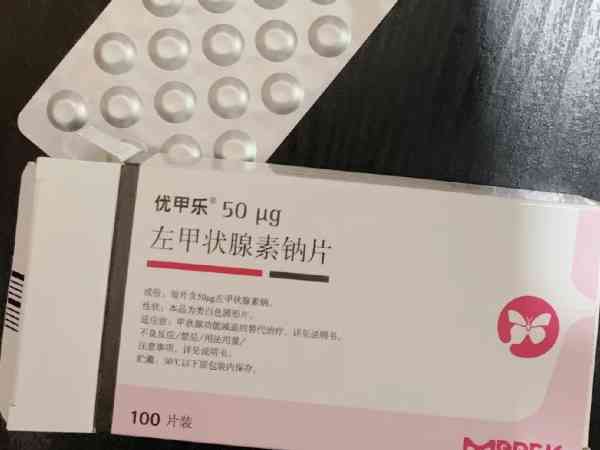 优甲乐® 50 μg
左甲状腺素钠片
成份：每片含50μg左甲状腺素钠。
性状：本品为类白色圆形片。
适应症：甲状腺功能减退的替代治疗，详见说明书。
不良反应/禁忌/用法用量/
注意事项，详见说明书。
贮藏：30℃以下原包装内保存。
100 片装
MERCK